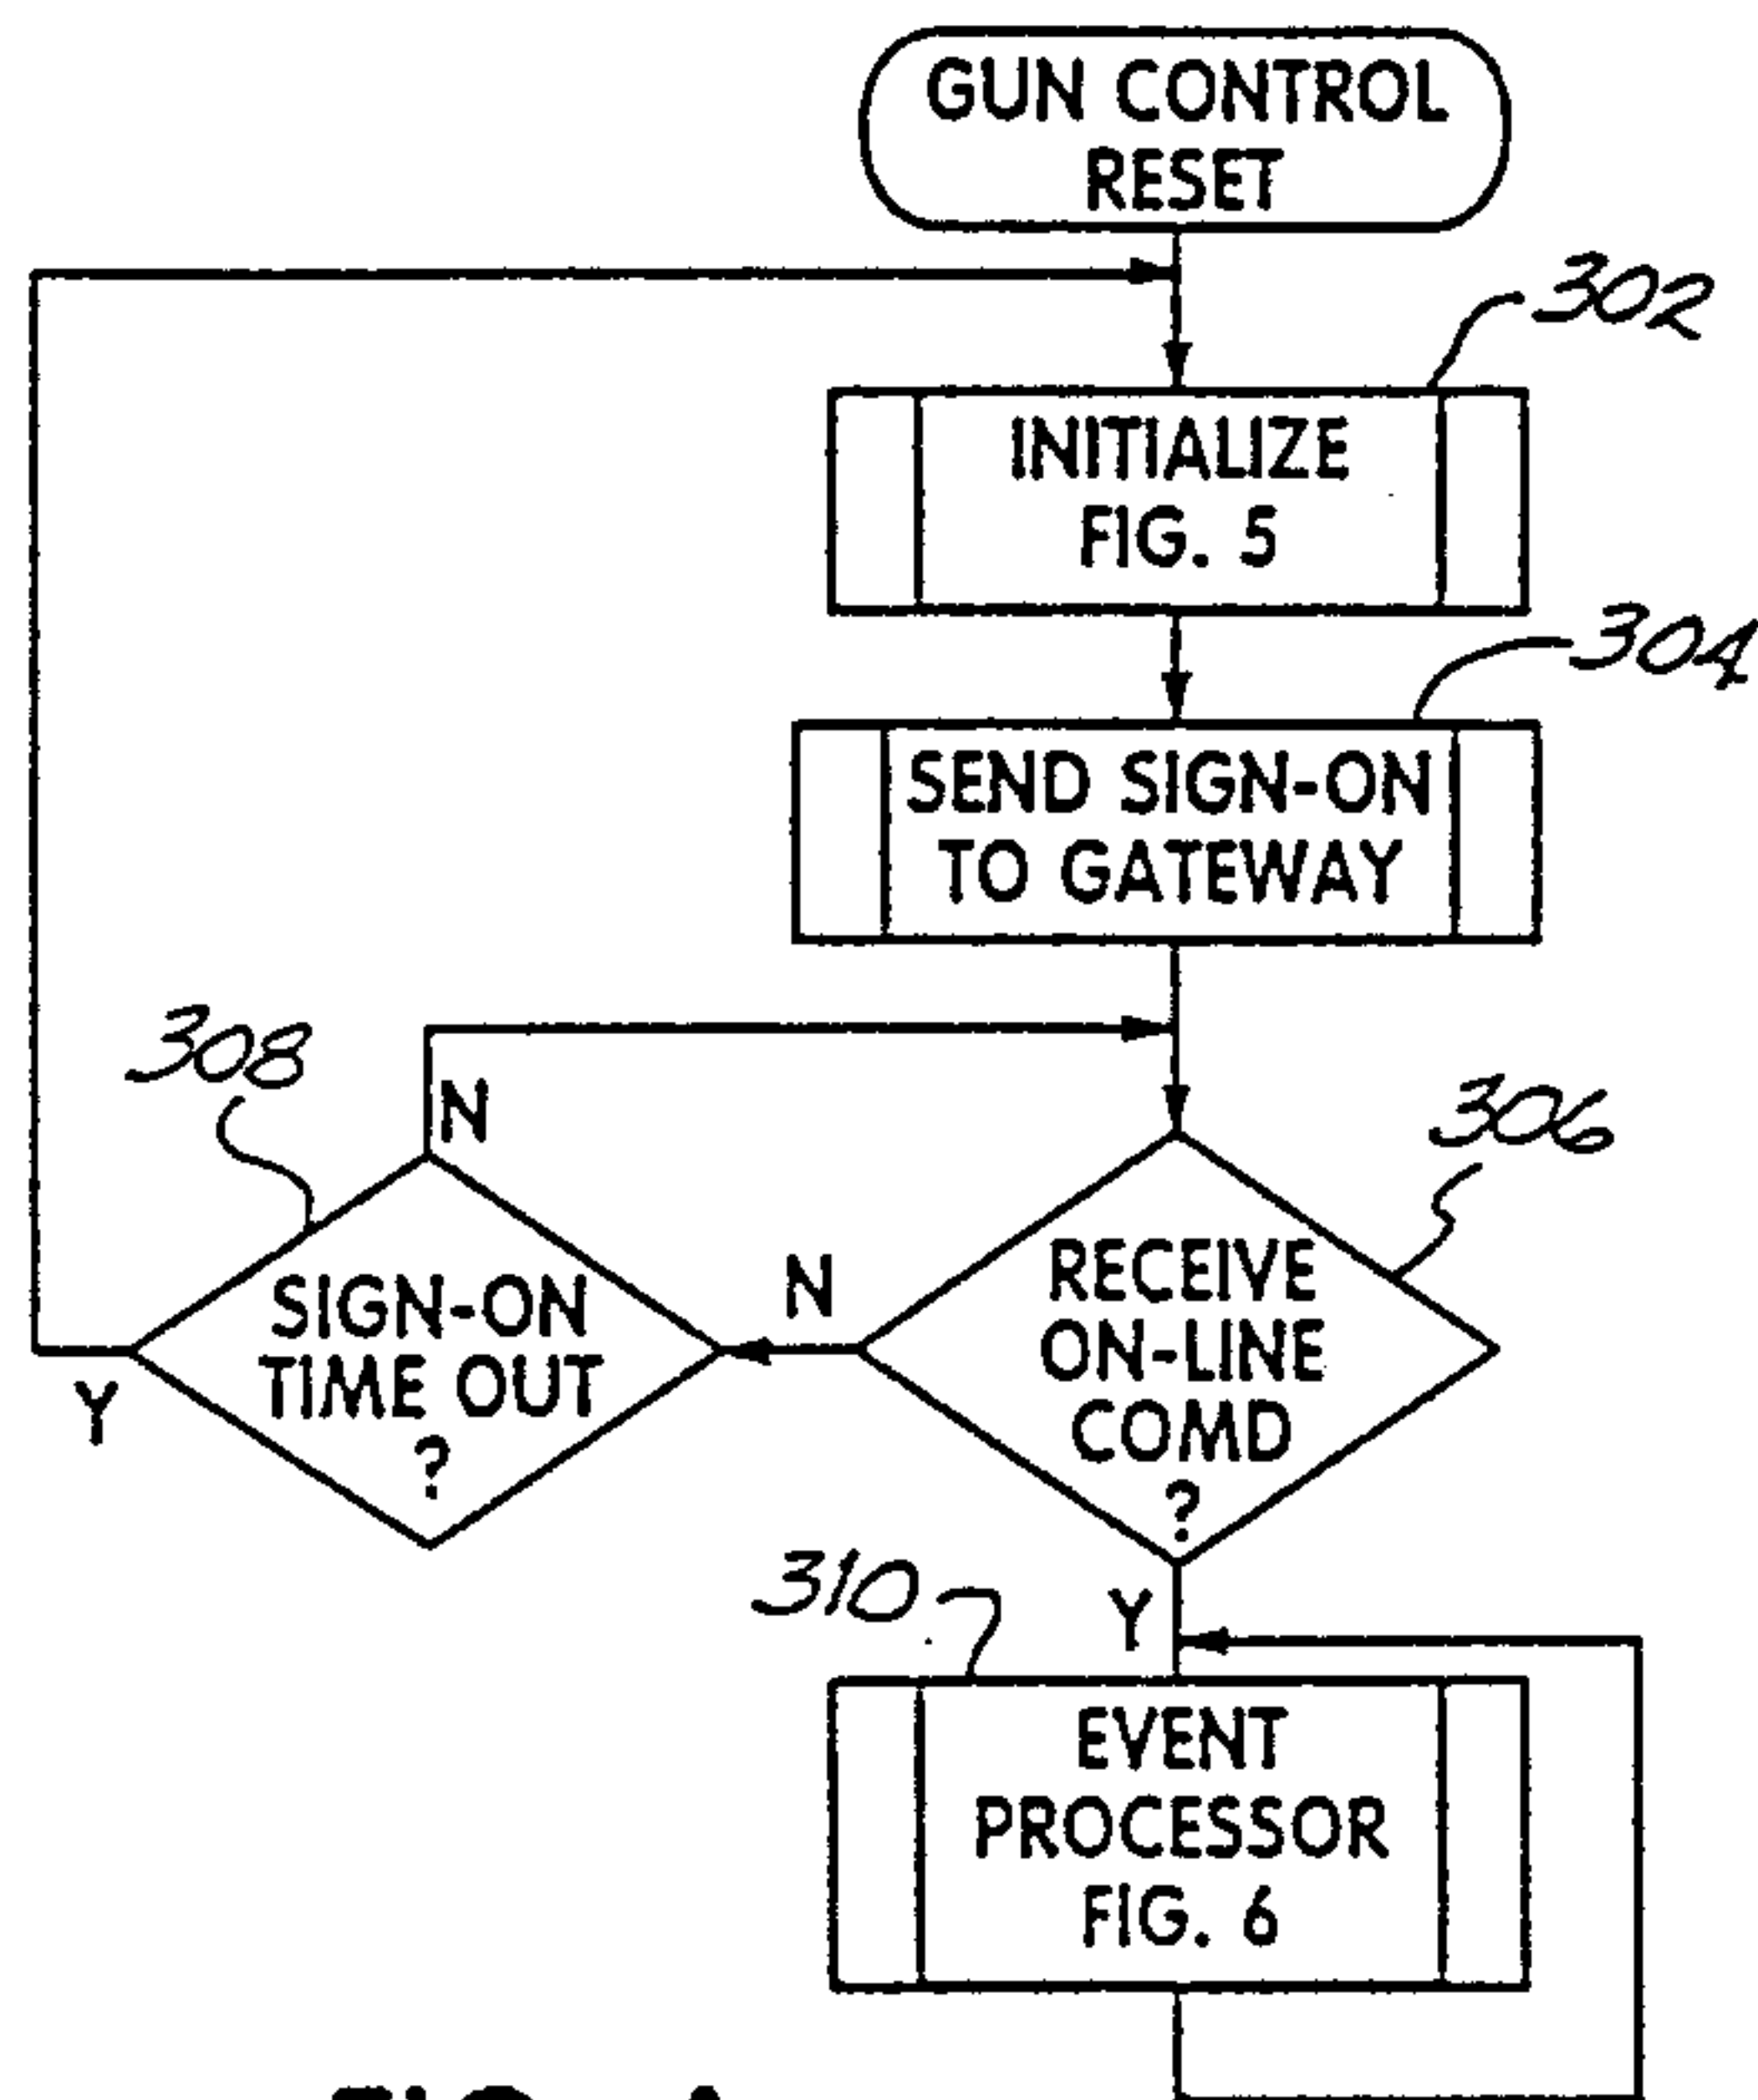 GUN CONTROL
RESET
302
INITIALIZE
FIG. 5
304
SEND SIGN-ON
TO GATEWAY
308
N
306
N
RECEIVE
ON-LINE
COMD
?
SIGN-ON
TIME OUT
?
Y
310
Y
EVENT
PROCESSOR
FIG. 6